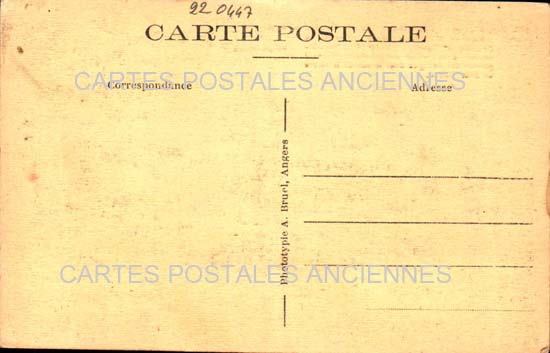 22 0447
CARTE POSTALE
CARTES POSTALES ANCIENNES
Correspondance
Adresse
Phototypie A. Bruel, Angers
CARTES POSTALES ANCIENNES